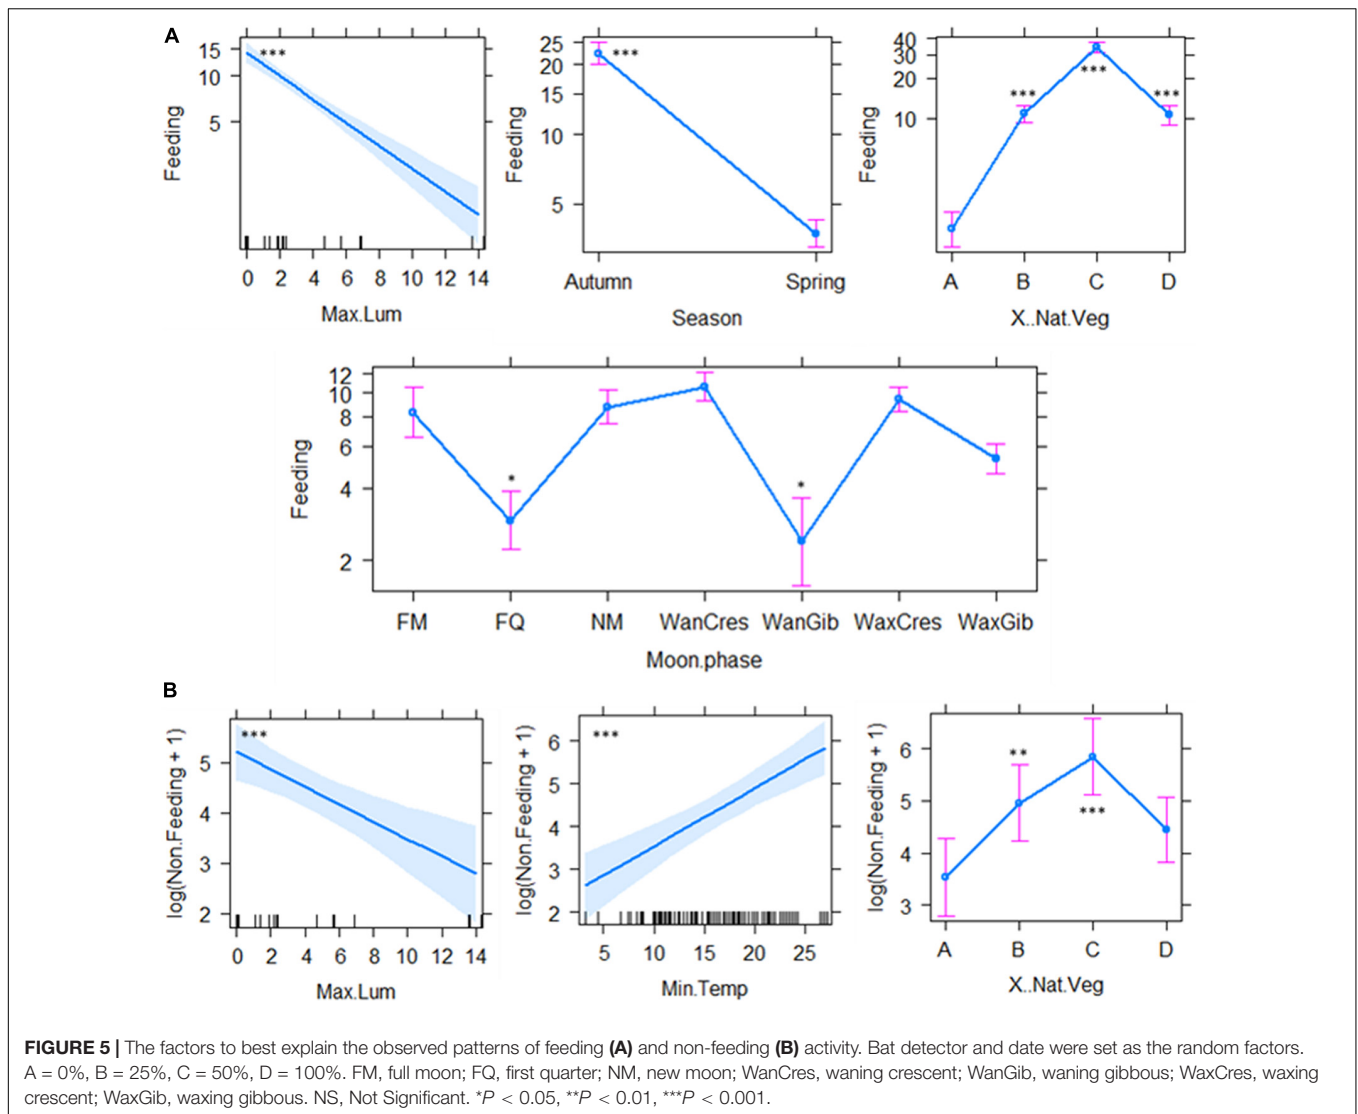 A
Feeding
15
10
5
***
0 2 4 6 8 10 12 14
Max.Lum
Feeding
25
20
15
10
5
***
Autumn Spring
Season
Feeding
40
30
20
10
***
***
***
A B C D
X..Nat.Veg
Feeding
12
10
8
6
4
2
*
*
FM FQ NM WanCres WanGib WaxCres WaxGib
Moon.phase
B
log(Non.Feeding + 1)
5
4
3
2
***
0 2 4 6 8 10 12 14
Max.Lum
log(Non.Feeding + 1)
6
5
4
3
2
***
5 10 15 20 25
Min.Temp
log(Non.Feeding + 1)
6
5
4
3
**
***
A B C D
X..Nat.Veg
FIGURE 5 | The factors to best explain the observed patterns of feeding (A) and non-feeding (B) activity. Bat detector and date were set as the random factors.
A = 0%, B = 25%, C = 50%, D = 100%. FM, full moon; FQ, first quarter; NM, new moon; WanCres, waning crescent; WanGib, waning gibbous; WaxCres, waxing
crescent; WaxGib, waxing gibbous. NS, Not Significant. *P < 0.05, **P < 0.01, ***P < 0.001.